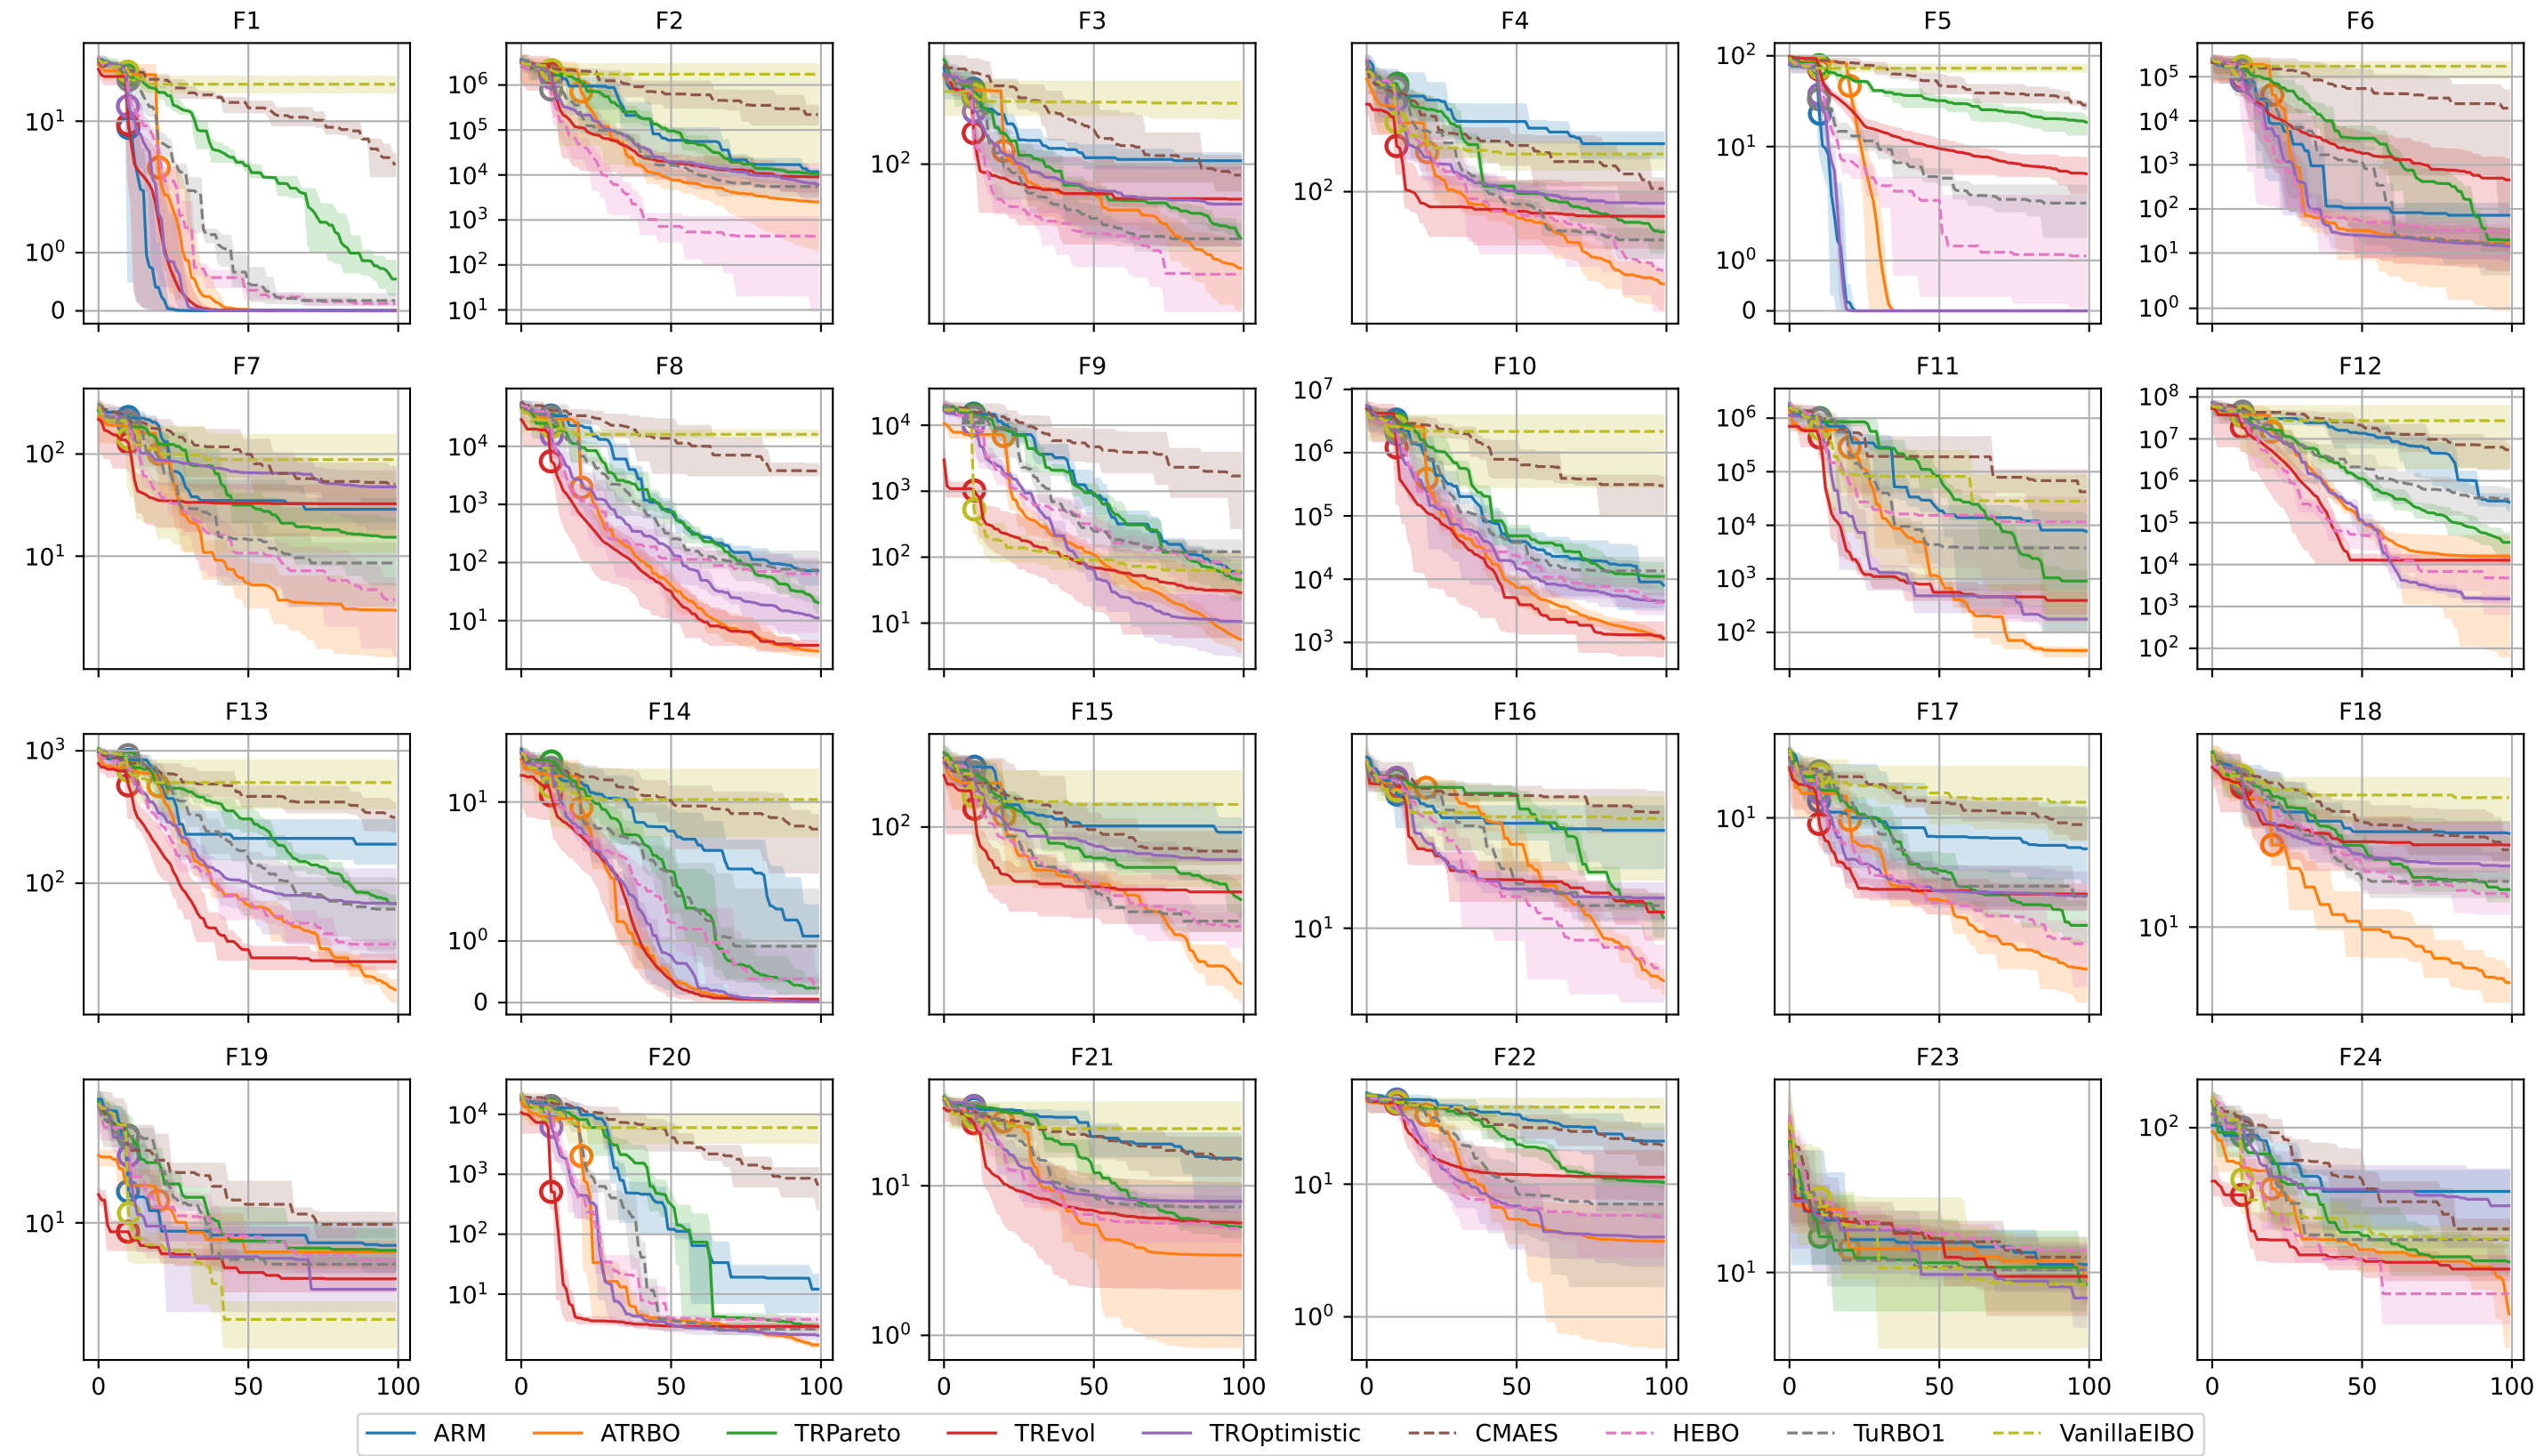 F1 F2 F3 F4 F5 F6
10¹ 10⁰ 0
10⁶ 10⁵ 10⁴ 10³ 10² 10¹
10²
10²
10² 10¹ 10⁰ 0
10⁵ 10⁴ 10³ 10² 10¹ 10⁰
F7 F8 F9 F10 F11 F12
10² 10¹
10⁴ 10³ 10² 10¹
10⁴ 10³ 10² 10¹
10⁷ 10⁶ 10⁵ 10⁴ 10³
10⁶ 10⁵ 10⁴ 10³ 10²
10⁸ 10⁷ 10⁶ 10⁵ 10⁴ 10³ 10²
F13 F14 F15 F16 F17 F18
10³ 10²
10¹ 10⁰ 0
10²
10¹
10¹
10¹
F19 F20 F21 F22 F23 F24
10¹
10⁴ 10³ 10² 10¹
10¹ 10⁰
10¹ 10⁰
10¹
10²
0 50 100 0 50 100 0 50 100 0 50 100 0 50 100 0 50 100
ARM ATRBO TRPareto TREvol TROptimistic CMAES HEBO TuRBO1 VanillaEIBO